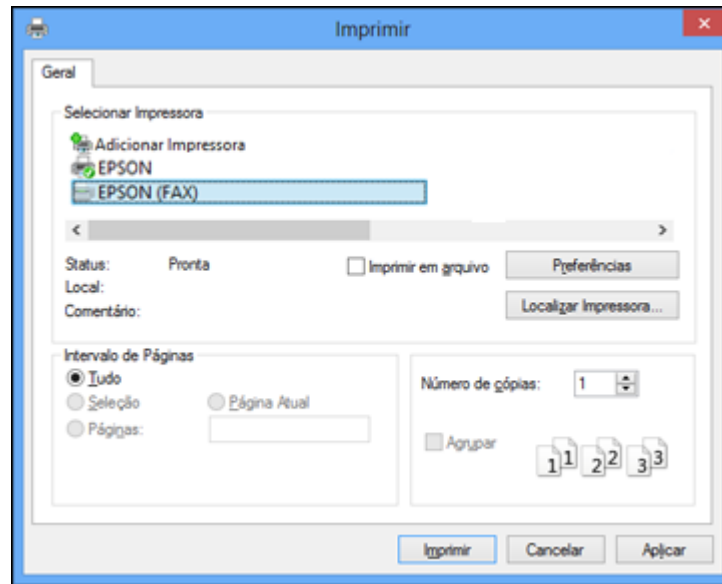 Imprimir
Geral
Selecionar Impressora
Adicionar Impressora
EPSON
EPSON (FAX)
Status: Pronta
Imprimir em arquivo
Preferências
Local:
Comentário:
Localizar Impressora...
Intervalo de Páginas
Tudo
Seleção
Página Atual
Páginas:
Número de cópias: 1
Agrupar
1 1 2 2 3 3
Imprimir
Cancelar
Aplicar